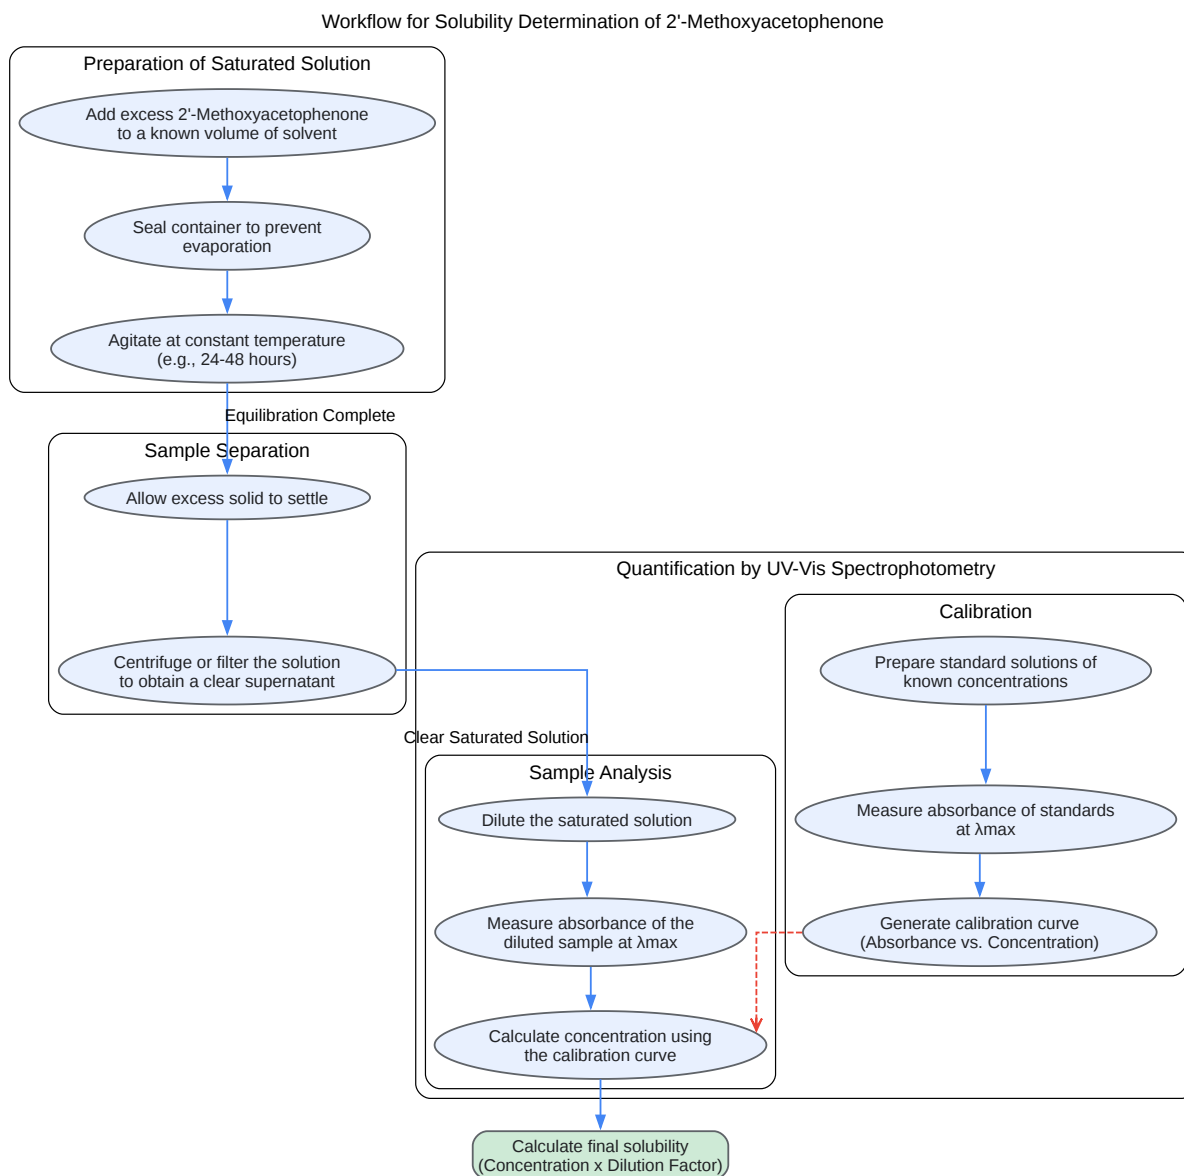 Workflow for Solubility Determination of 2'-Methoxyacetophenone
Preparation of Saturated Solution
Add excess 2'-Methoxyacetophenone
to a known volume of solvent
Seal container to prevent
evaporation
Agitate at constant temperature
(e.g., 24-48 hours)
Equilibration Complete
Sample Separation
Allow excess solid to settle
Centrifuge or filter the solution
to obtain a clear supernatant
Clear Saturated Solution
Quantification by UV-Vis Spectrophotometry
Calibration
Prepare standard solutions of
known concentrations
Measure absorbance of standards
at λmax
Generate calibration curve
(Absorbance vs. Concentration)
Sample Analysis
Dilute the saturated solution
Measure absorbance of the
diluted sample at λmax
Calculate concentration using
the calibration curve
Calculate final solubility
(Concentration x Dilution Factor)